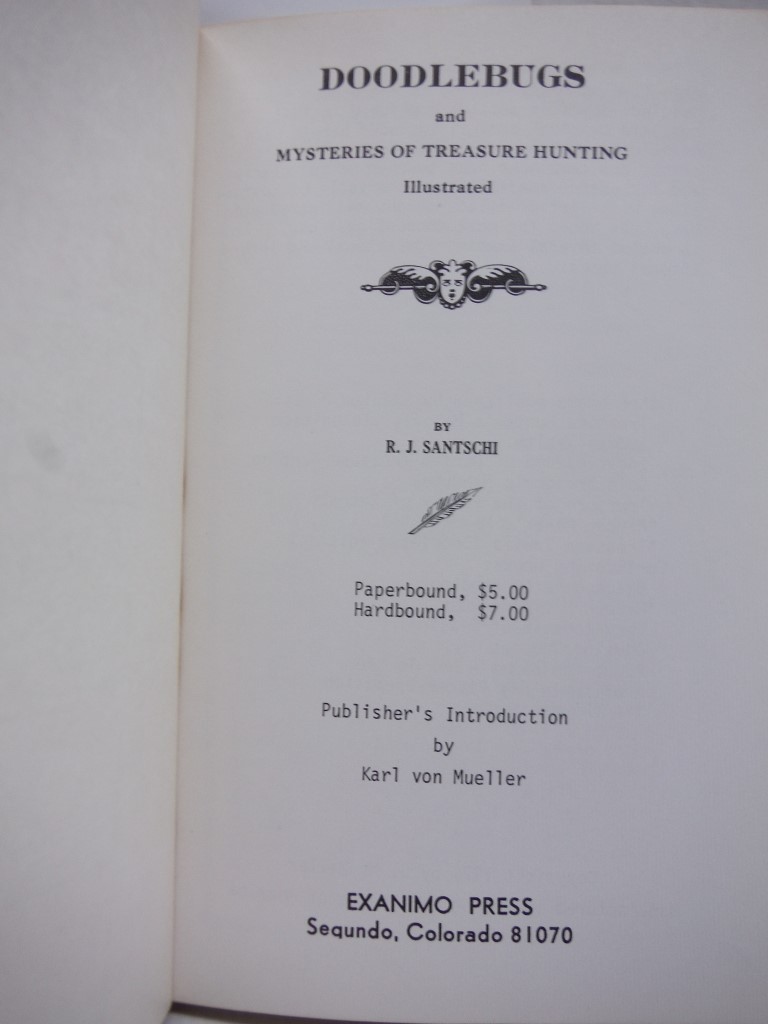 DOODLEBUGS
and
MYSTERIES OF TREASURE HUNTING
Illustrated
BY
R. J. SANTSCHI
Paperbound, $5.00
Hardbound, $7.00
Publisher's Introduction
by
Karl von Mueller
EXANIMO PRESS
Segundo, Colorado 81070